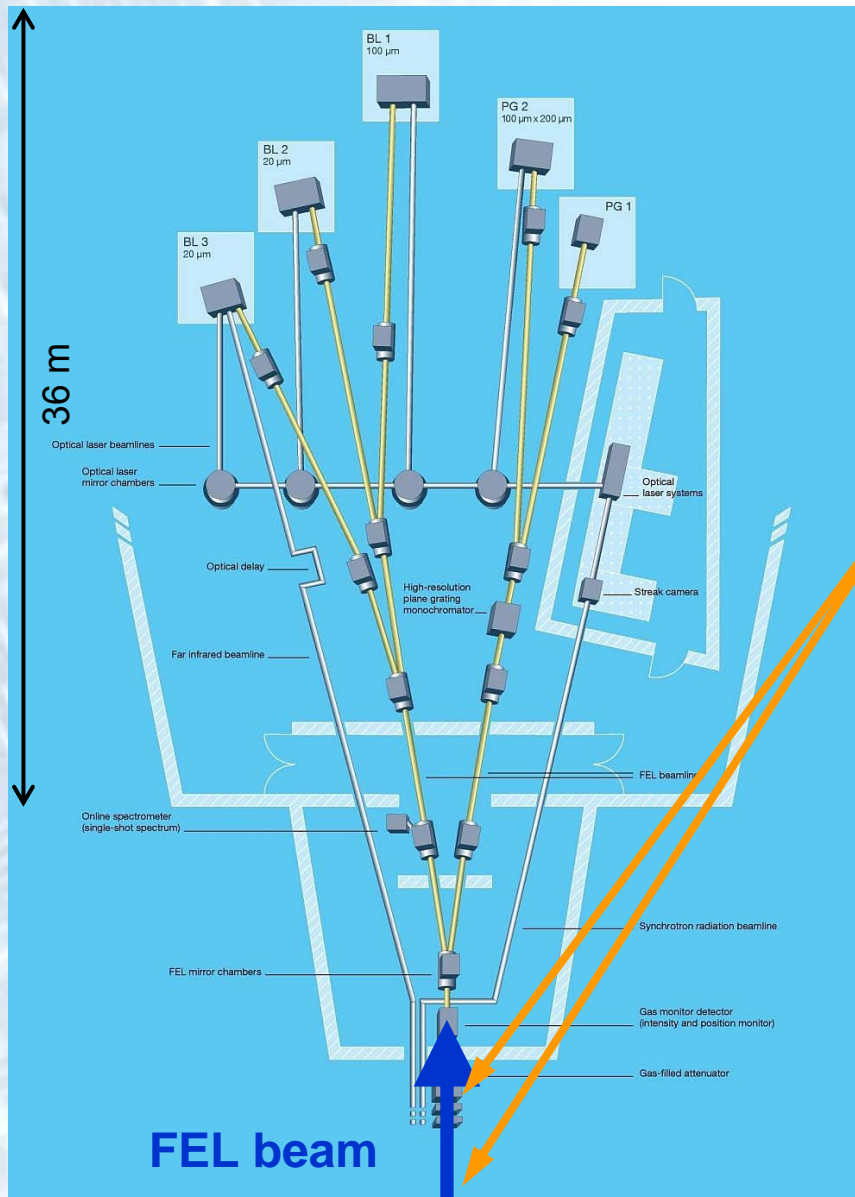 BL 1
100 µm
PG 2
100 µm x 200 µm
BL 2
20 µm
PG 1
BL 3
20 µm
36 m
Optical laser beamlines
Optical laser
mirror chambers
Optical
laser systems
Optical delay
High-resolution
plane grating
monochromator
Streak camera
Far infrared beamline
FEL beamlines
Online spectrometer
(single-shot spectrum)
Synchrotron radiation beamline
FEL mirror chambers
Gas monitor detector
(intensity and position monitor)
Gas-filled attenuator
FEL beam